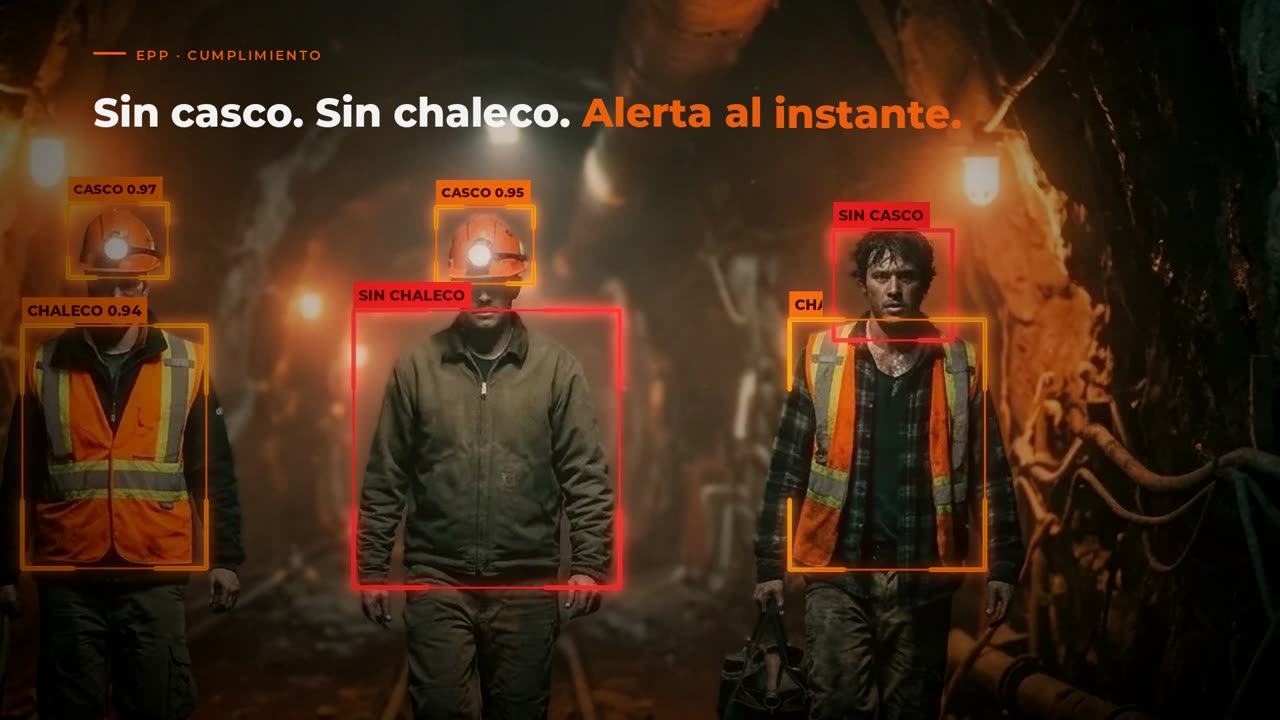 EPP · CUMPLIMIENTO
Sin casco. Sin chaleco. Alerta al instante.
CASCO 0.97
CASCO 0.95
SIN CASCO
SIN CHALECO
CHALECO 0.94
CHA